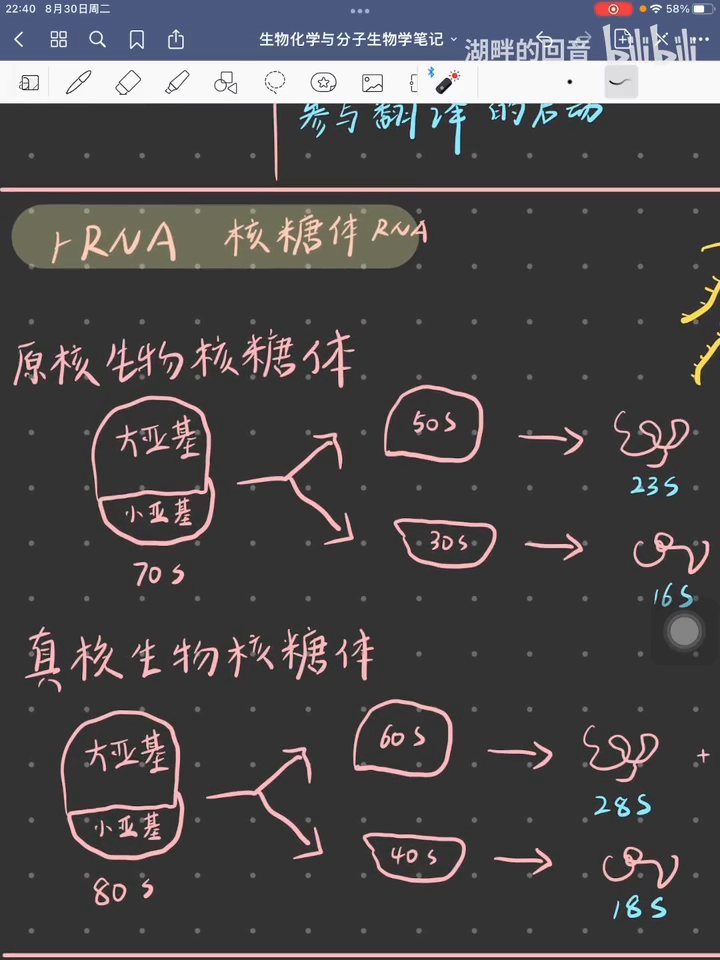 22:40 8月30日周二
58%
生物化学与分子生物学笔记
湖畔的回音 bilibili
参与翻译的启动
rRNA 核糖体RNA
原核生物核糖体
大亚基
小亚基
70S
50S
23S
30S
16S
真核生物核糖体
大亚基
小亚基
80S
60S
28S
+
40S
18S